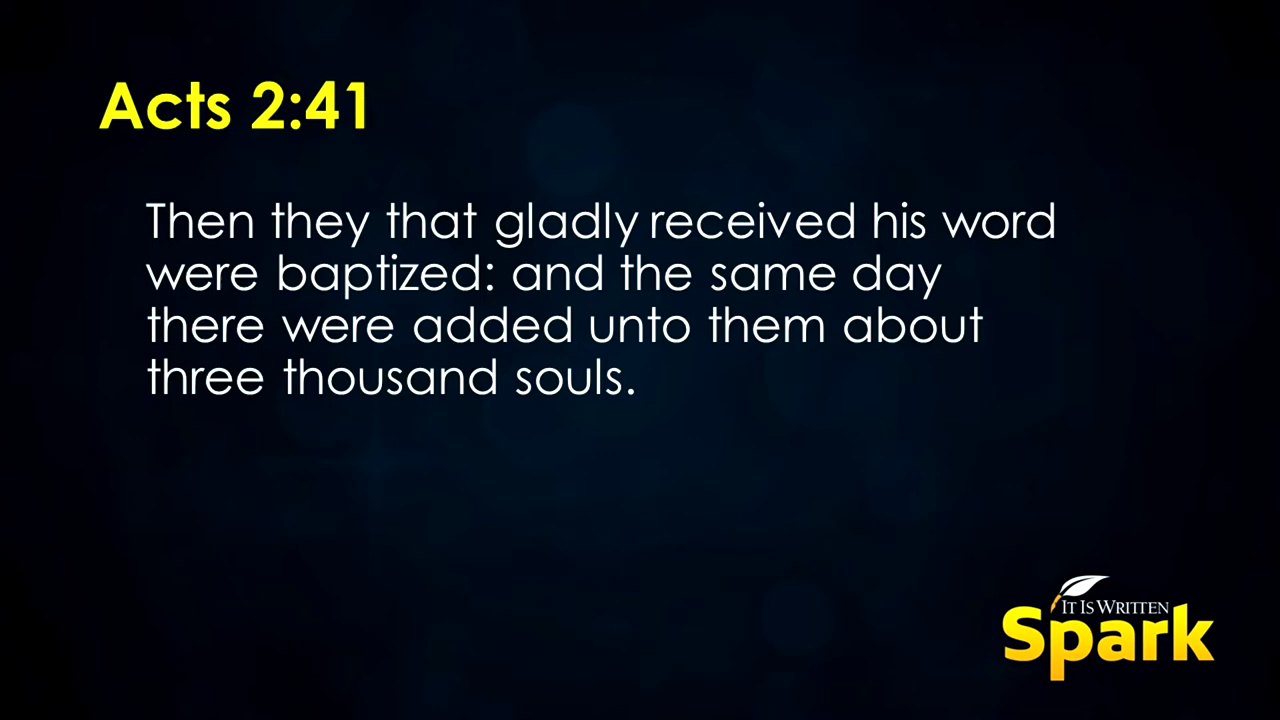 Acts 2:41
Then they that gladly received his word
were baptized: and the same day
there were added unto them about
three thousand souls.
IT IS WRITTEN
Spark